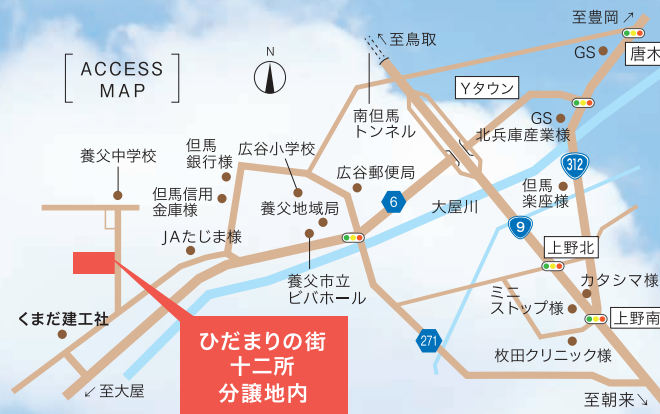 ACCESS
MAP
N
至豊岡↗
↖至鳥取
GS
唐木
Yタウン
南但馬
トンネル
GS
北兵庫産業様
312
養父中学校
但馬
銀行様
広谷小学校
広谷郵便局
但馬信用
金庫様
養父地域局
6
大屋川
但馬
楽座様
9
JAたじま様
上野北
養父市立
ビバホール
カタシマ様
ミニ
ストップ様
上野南
くまだ建工社
ひだまりの街
十二所
分譲地内
271
枚田クリニック様
↙至大屋
至朝来↘